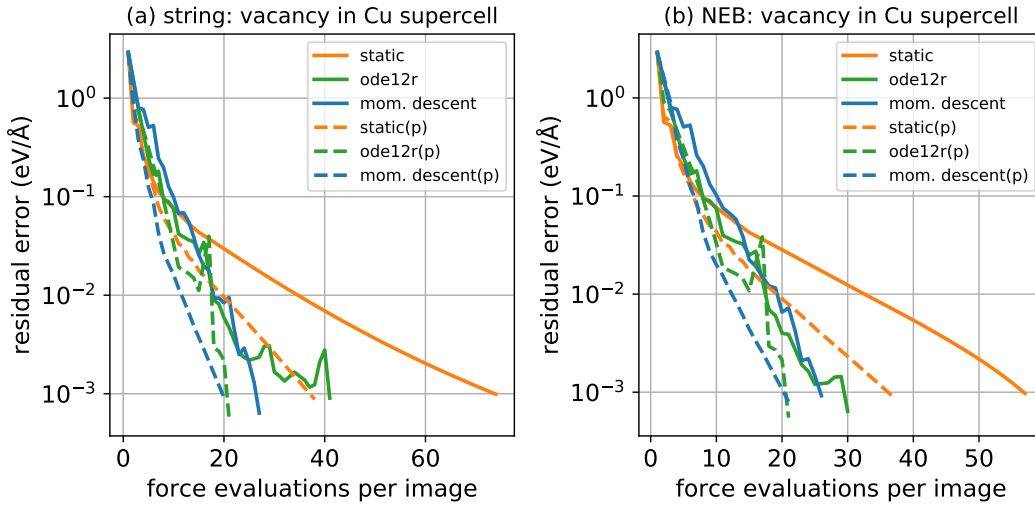 (a) string: vacancy in Cu supercell
residual error (eV/Å)
10⁰
10⁻¹
10⁻²
10⁻³
static
ode12r
mom. descent
static(p)
ode12r(p)
mom. descent(p)
0 20 40 60
force evaluations per image
(b) NEB: vacancy in Cu supercell
residual error (eV/Å)
10⁰
10⁻¹
10⁻²
10⁻³
static
ode12r
mom. descent
static(p)
ode12r(p)
mom. descent(p)
0 10 20 30 40 50
force evaluations per image